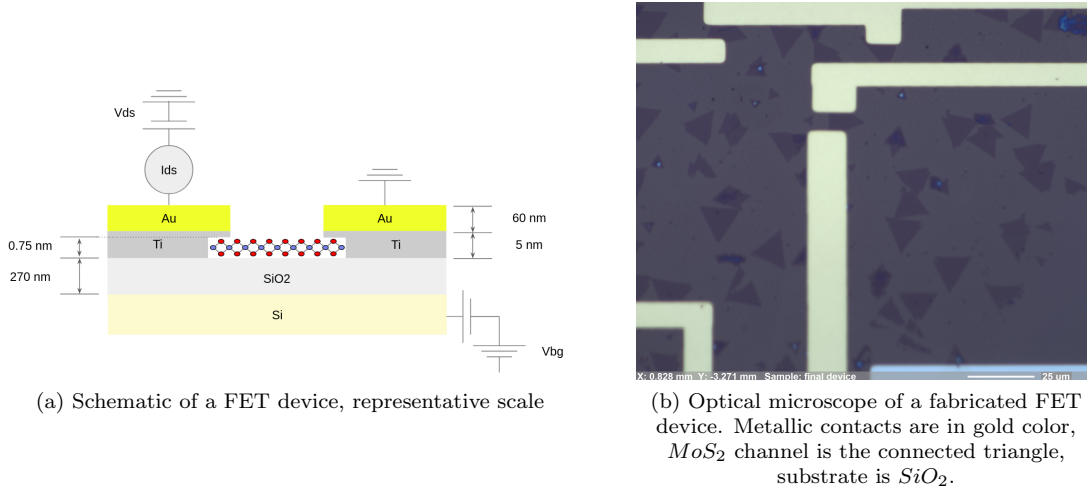 Vds
Ids
Au
Au
60 nm
0.75 nm
Ti
Ti
5 nm
270 nm
SiO2
Si
Vbg
(a) Schematic of a FET device, representative scale
X: 0.828 mm Y: -3.271 mm Sample: final device
25 um
(b) Optical microscope of a fabricated FET
device. Metallic contacts are in gold color,
MoS2 channel is the connected triangle,
substrate is SiO2.